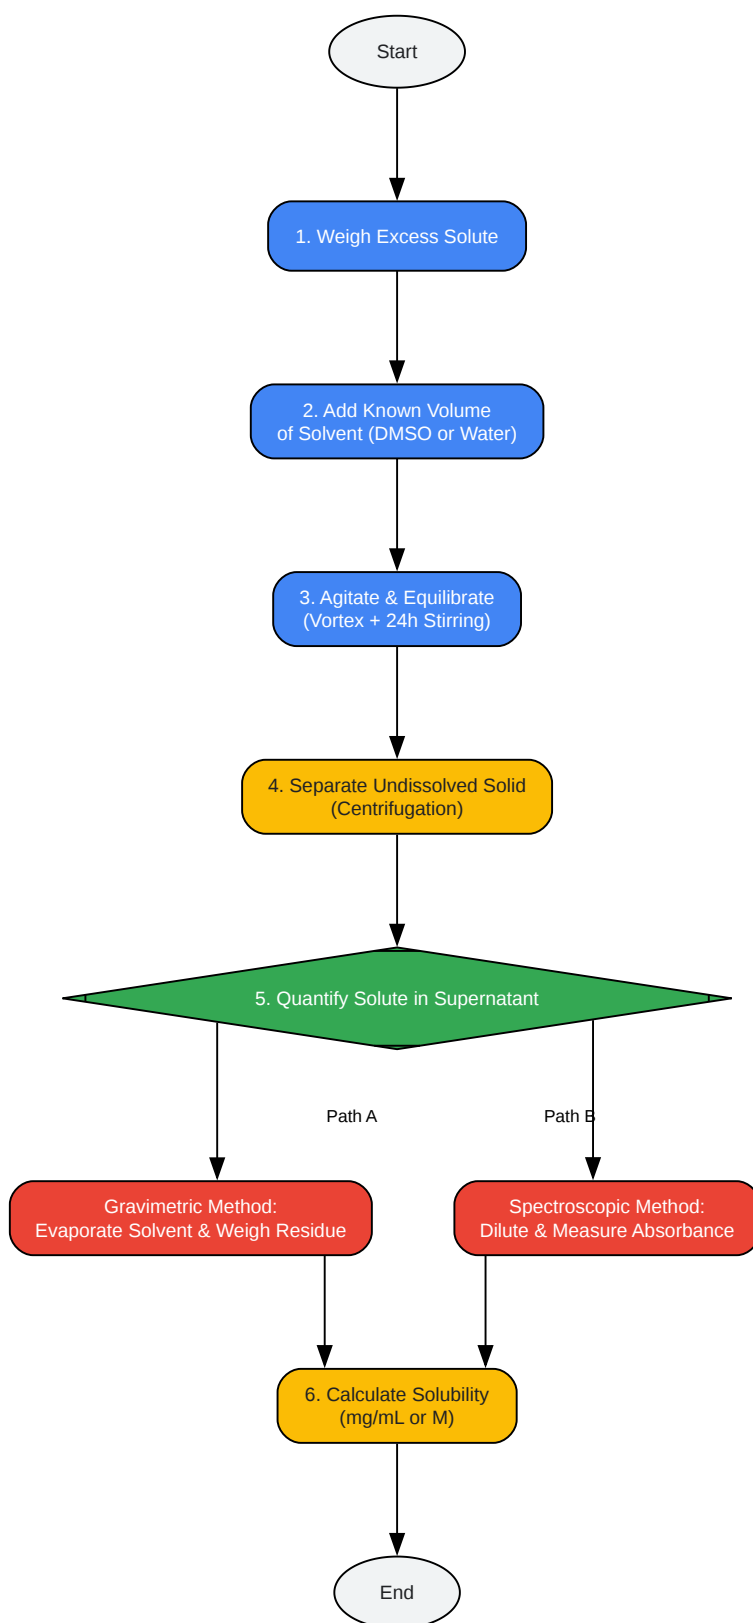 Start
1. Weigh Excess Solute
2. Add Known Volume
of Solvent (DMSO or Water)
3. Agitate & Equilibrate
(Vortex + 24h Stirring)
4. Separate Undissolved Solid
(Centrifugation)
5. Quantify Solute in Supernatant
Path A
Path B
Gravimetric Method:
Evaporate Solvent & Weigh Residue
Spectroscopic Method:
Dilute & Measure Absorbance
6. Calculate Solubility
(mg/mL or M)
End